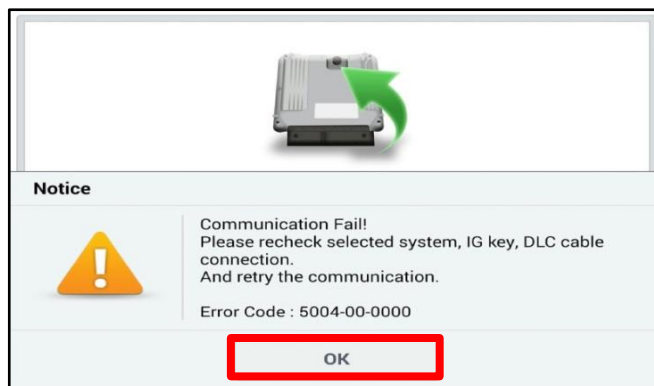 Notice
Communication Fail!
Please recheck selected system, IG key, DLC cable
connection.
And retry the communication.
Error Code : 5004-00-0000
OK